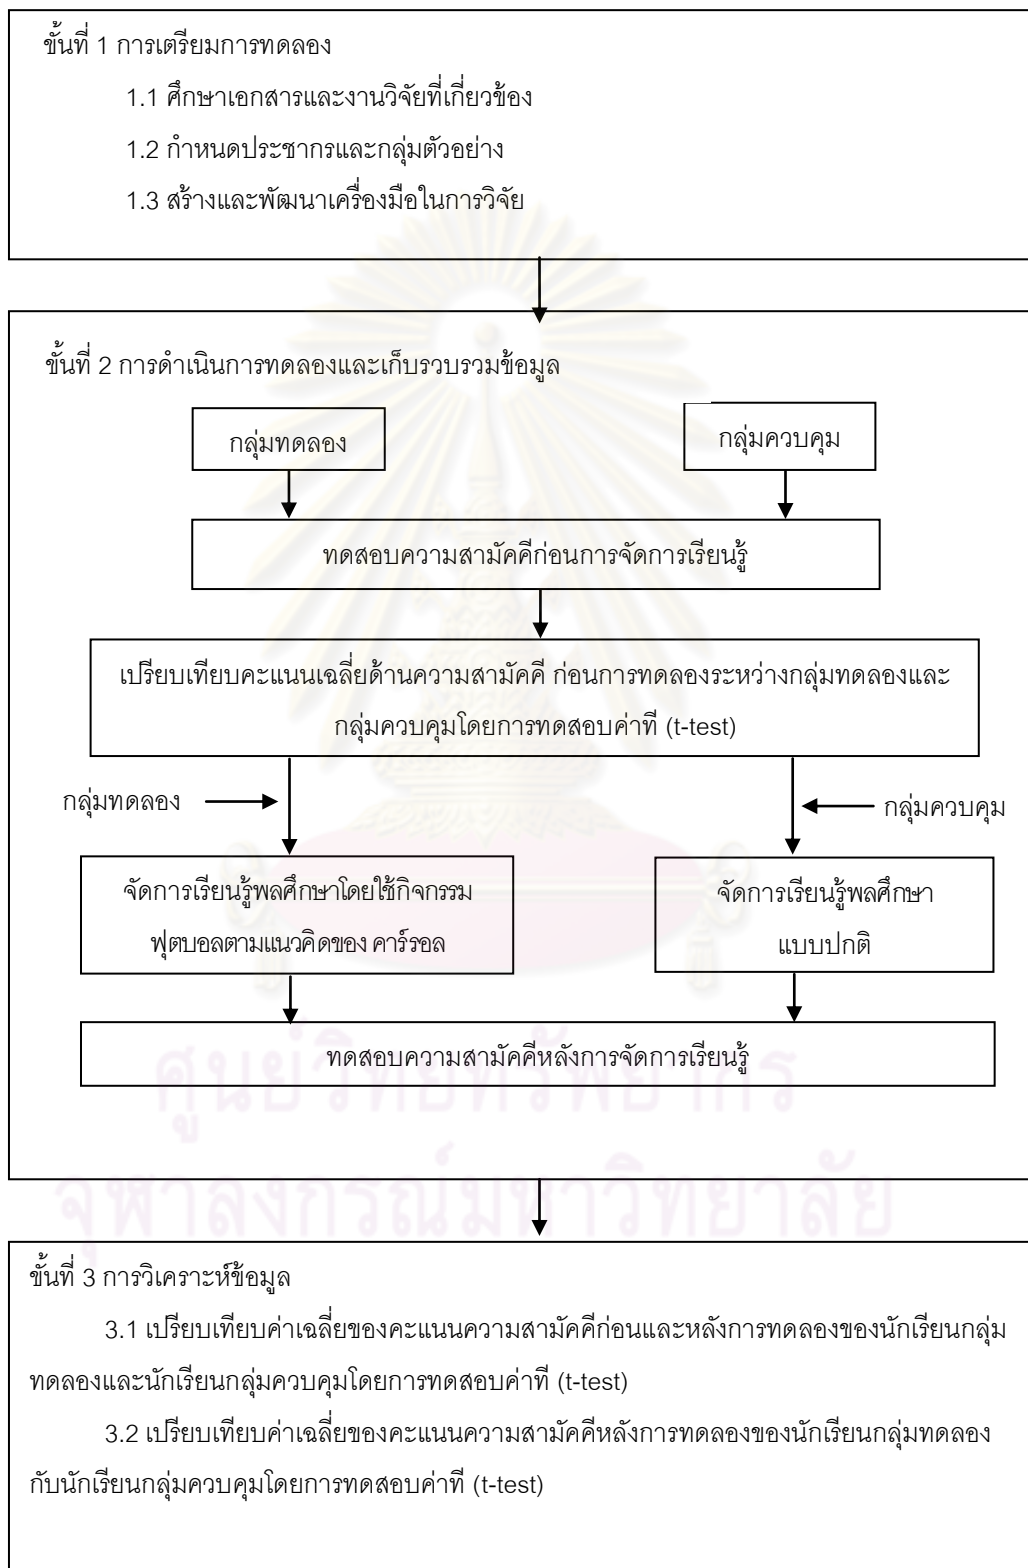 ขั้นที่ 1 การเตรียมการทดลอง
1.1 ศึกษาเอกสารและงานวิจัยที่เกี่ยวข้อง
1.2 กำหนดประชากรและกลุ่มตัวอย่าง
1.3 สร้างและพัฒนาเครื่องมือในการวิจัย
ขั้นที่ 2 การดำเนินการทดลองและเก็บรวบรวมข้อมูล
กลุ่มทดลอง
กลุ่มควบคุม
ทดสอบความสามัคคีก่อนการจัดการเรียนรู้
เปรียบเทียบคะแนนเฉลี่ยด้านความสามัคคี ก่อนการทดลองระหว่างกลุ่มทดลองและ
กลุ่มควบคุมโดยการทดสอบค่าที (t-test)
กลุ่มทดลอง
กลุ่มควบคุม
จัดการเรียนรู้พลศึกษาโดยใช้กิจกรรม
ฟุตบอลตามแนวคิดของ คาร์รอล
จัดการเรียนรู้พลศึกษา
แบบปกติ
ทดสอบความสามัคคีหลังการจัดการเรียนรู้
ศูนย์วิทยทรัพยากร
จุฬาลงกรณ์มหาวิทยาลัย
ขั้นที่ 3 การวิเคราะห์ข้อมูล
3.1 เปรียบเทียบค่าเฉลี่ยของคะแนนความสามัคคีก่อนและหลังการทดลองของนักเรียนกลุ่ม
ทดลองและนักเรียนกลุ่มควบคุมโดยการทดสอบค่าที (t-test)
3.2 เปรียบเทียบค่าเฉลี่ยของคะแนนความสามัคคีหลังการทดลองของนักเรียนกลุ่มทดลอง
กับนักเรียนกลุ่มควบคุมโดยการทดสอบค่าที (t-test)